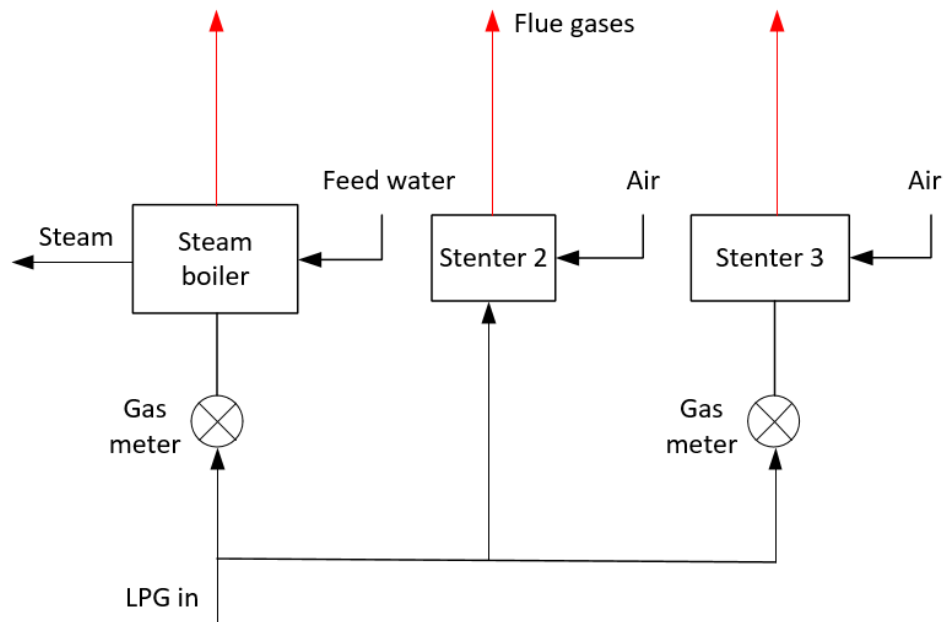 Flue gases
Feed water
Air
Air
Steam
Steam
boiler
Stenter 2
Stenter 3
Gas
meter
Gas
meter
LPG in